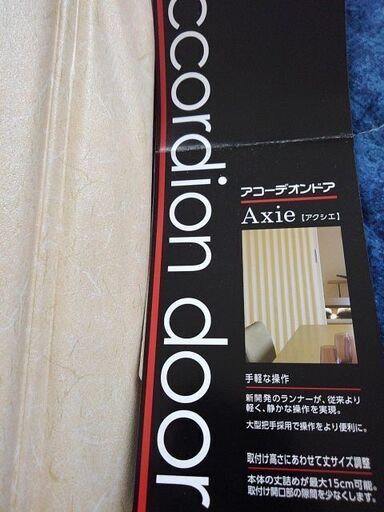 ccordion door
アコーデオンドア
Axie [アクシエ]
手軽な操作
新開発のランナーが、従来より
軽く、静かな操作を実現。
大型把手採用で操作をより便利に。
取付け高さにあわせて丈サイズ調整
本体の丈詰めが最大15cm可能。
取付け開口部の隙間を少なくします。